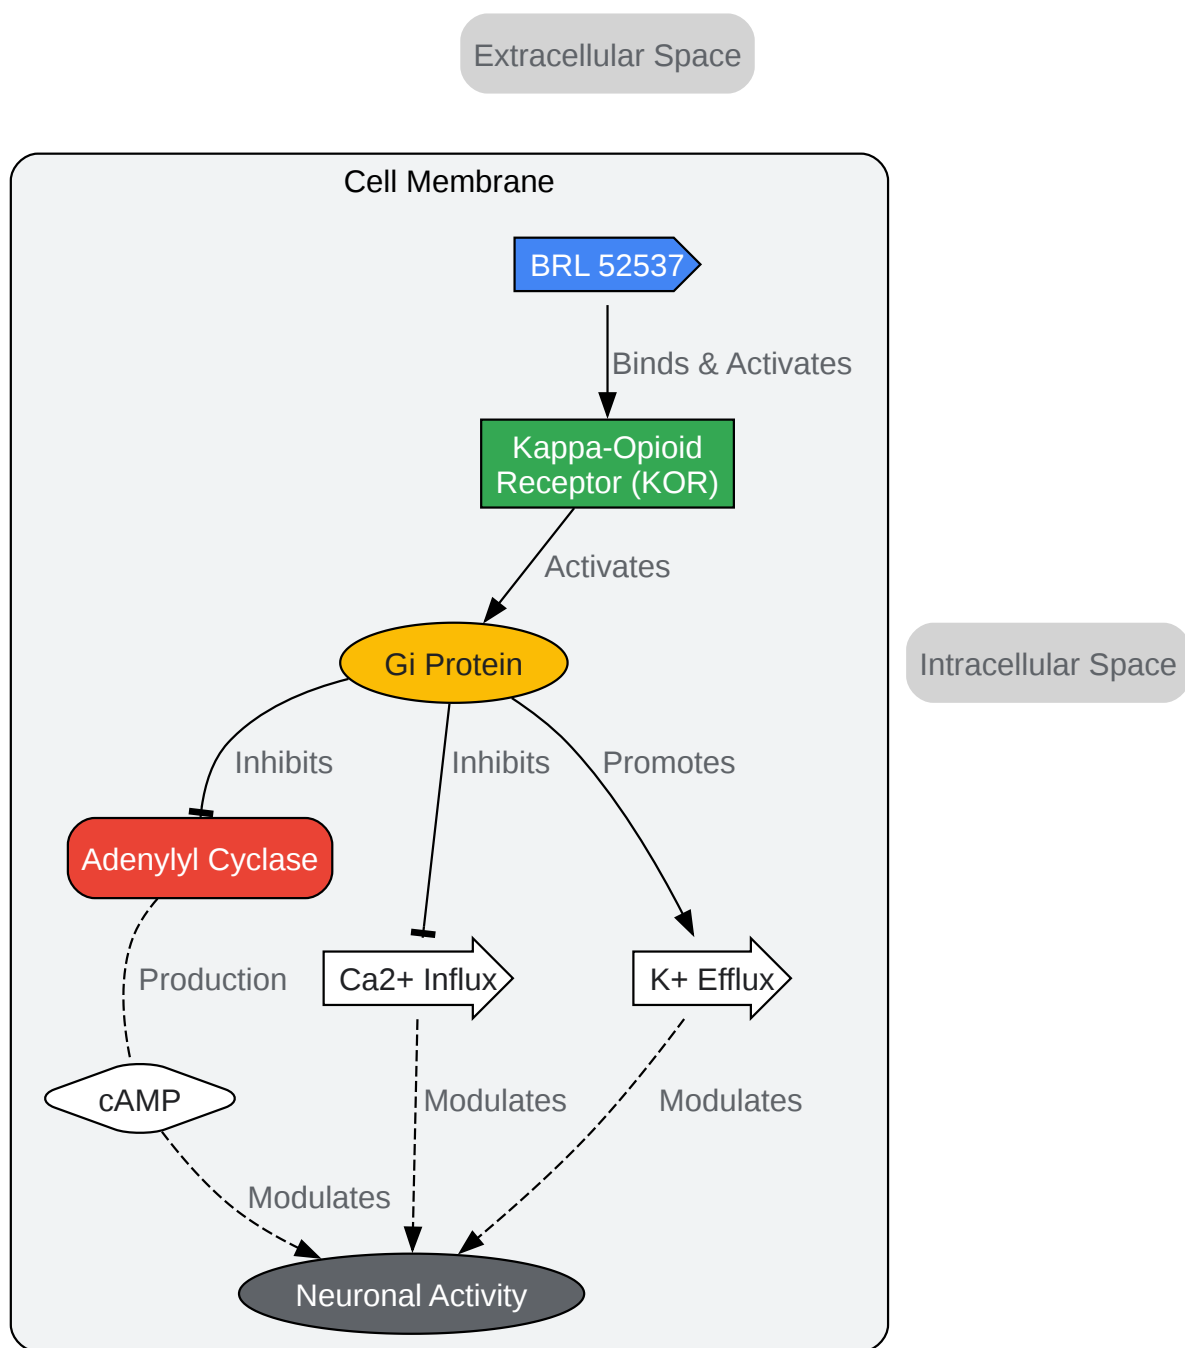 Extracellular Space
Cell Membrane
BRL 52537
Binds & Activates
Kappa-Opioid
Receptor (KOR)
Activates
Gi Protein
Intracellular Space
Inhibits
Inhibits
Promotes
Adenylyl Cyclase
Production
Ca2+ Influx
K+ Efflux
cAMP
Modulates
Modulates
Modulates
Neuronal Activity